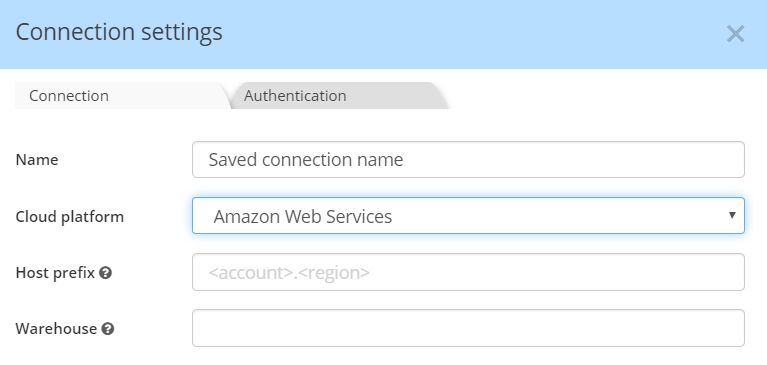 Connection settings
Connection Authentication
Name Saved connection name
Cloud platform Amazon Web Services
Host prefix <account>.<region>
Warehouse